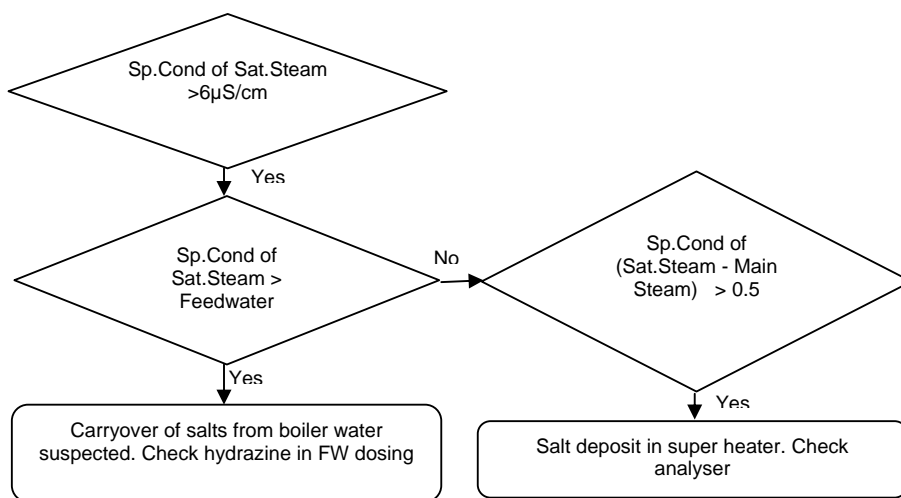 Sp.Cond of Sat.Steam
>6µS/cm
Yes
Sp.Cond of
Sat.Steam >
Feedwater
No
Sp.Cond of
(Sat.Steam - Main
Steam) > 0.5
Yes
Carryover of salts from boiler water
suspected. Check hydrazine in FW dosing
Yes
Salt deposit in super heater. Check
analyser